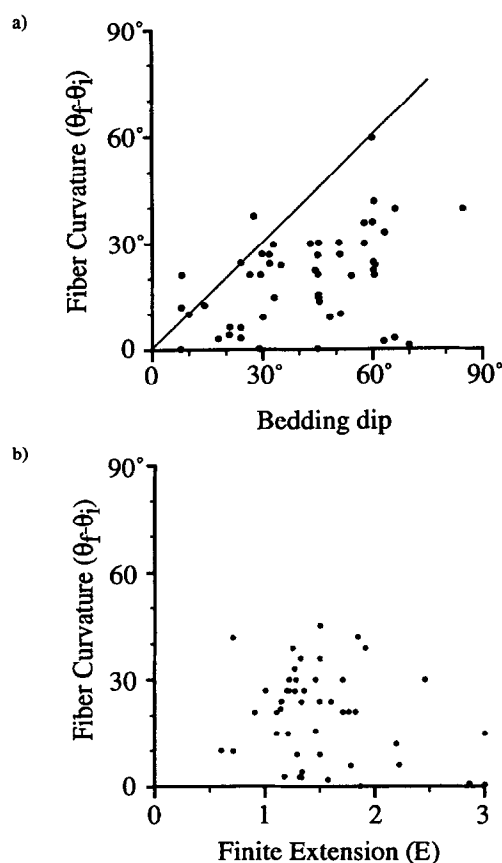 a)
90°
60
30
0
0
30°
60°
90°
Fiber Curvature (θf-θi)
Bedding dip
b)
90°
60
30
0
0
1
2
3
Fiber Curvature (θf-θi)
Finite Extension (E)